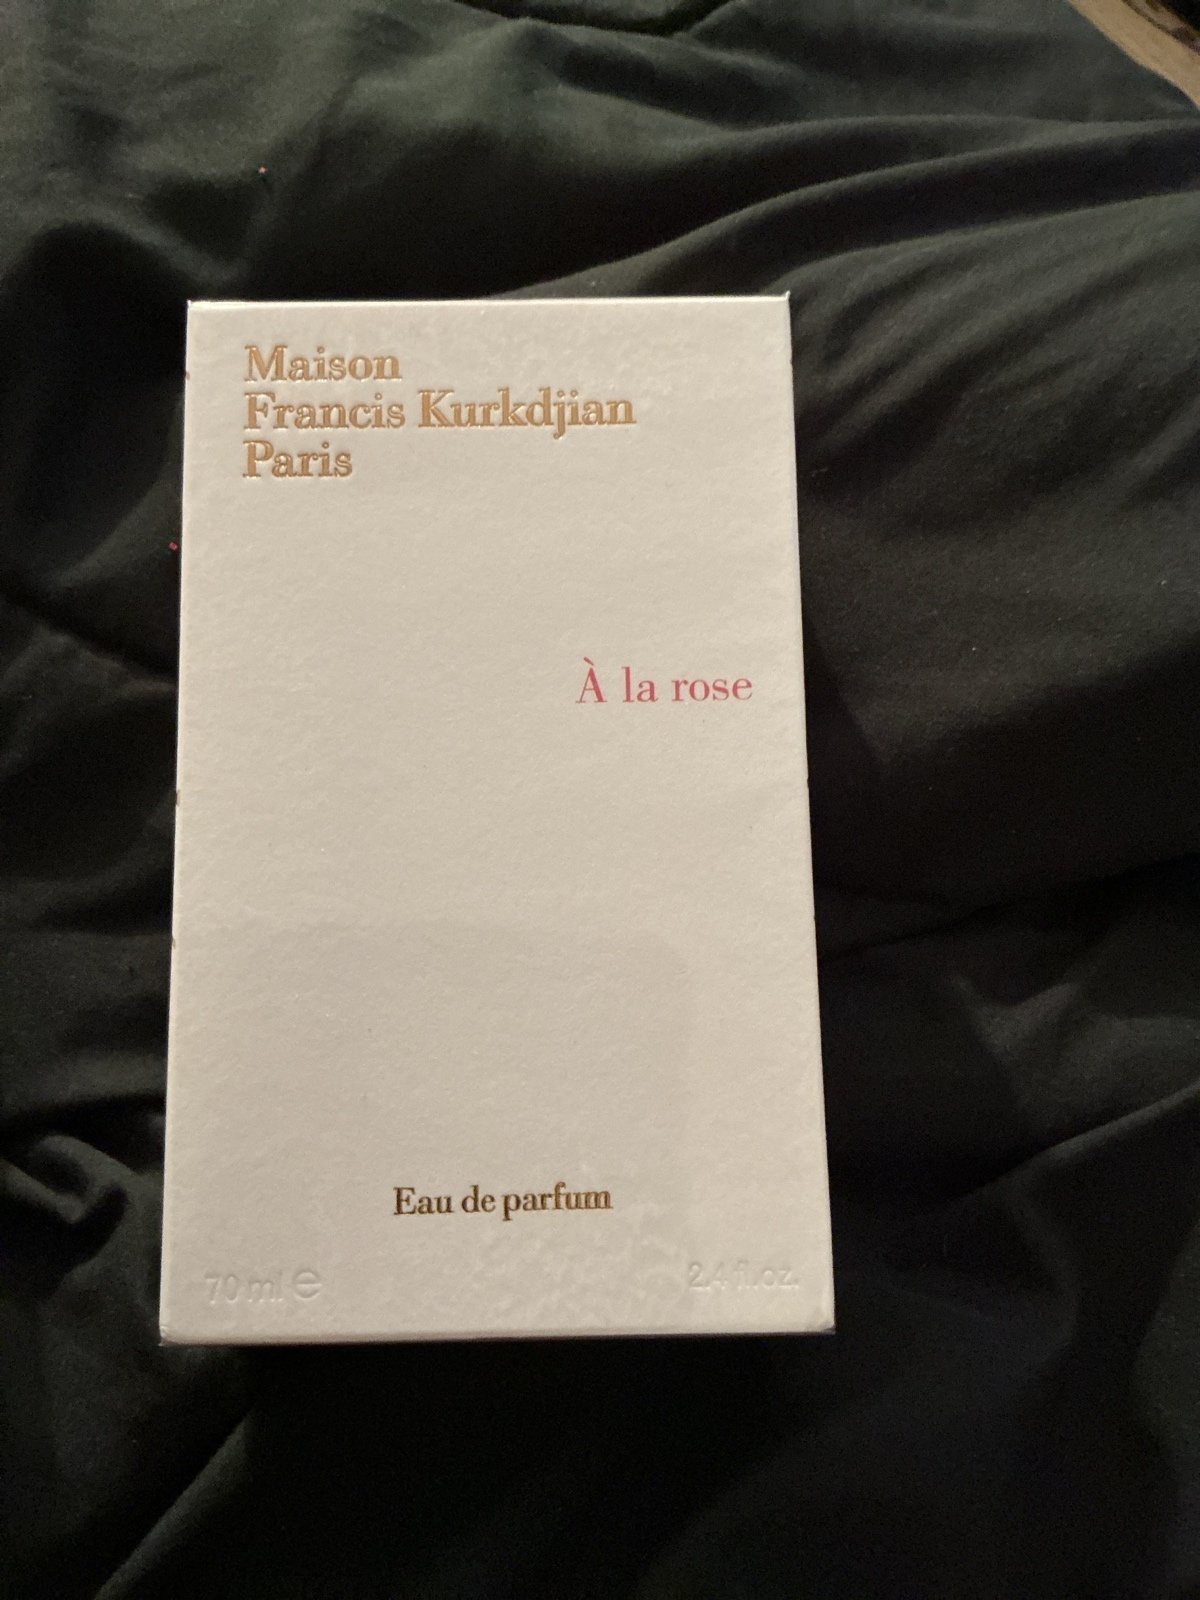 Maison
Francis Kurkdjian
Paris
À la rose
Eau de parfum
70 ml ℮
2.4 fl.oz.